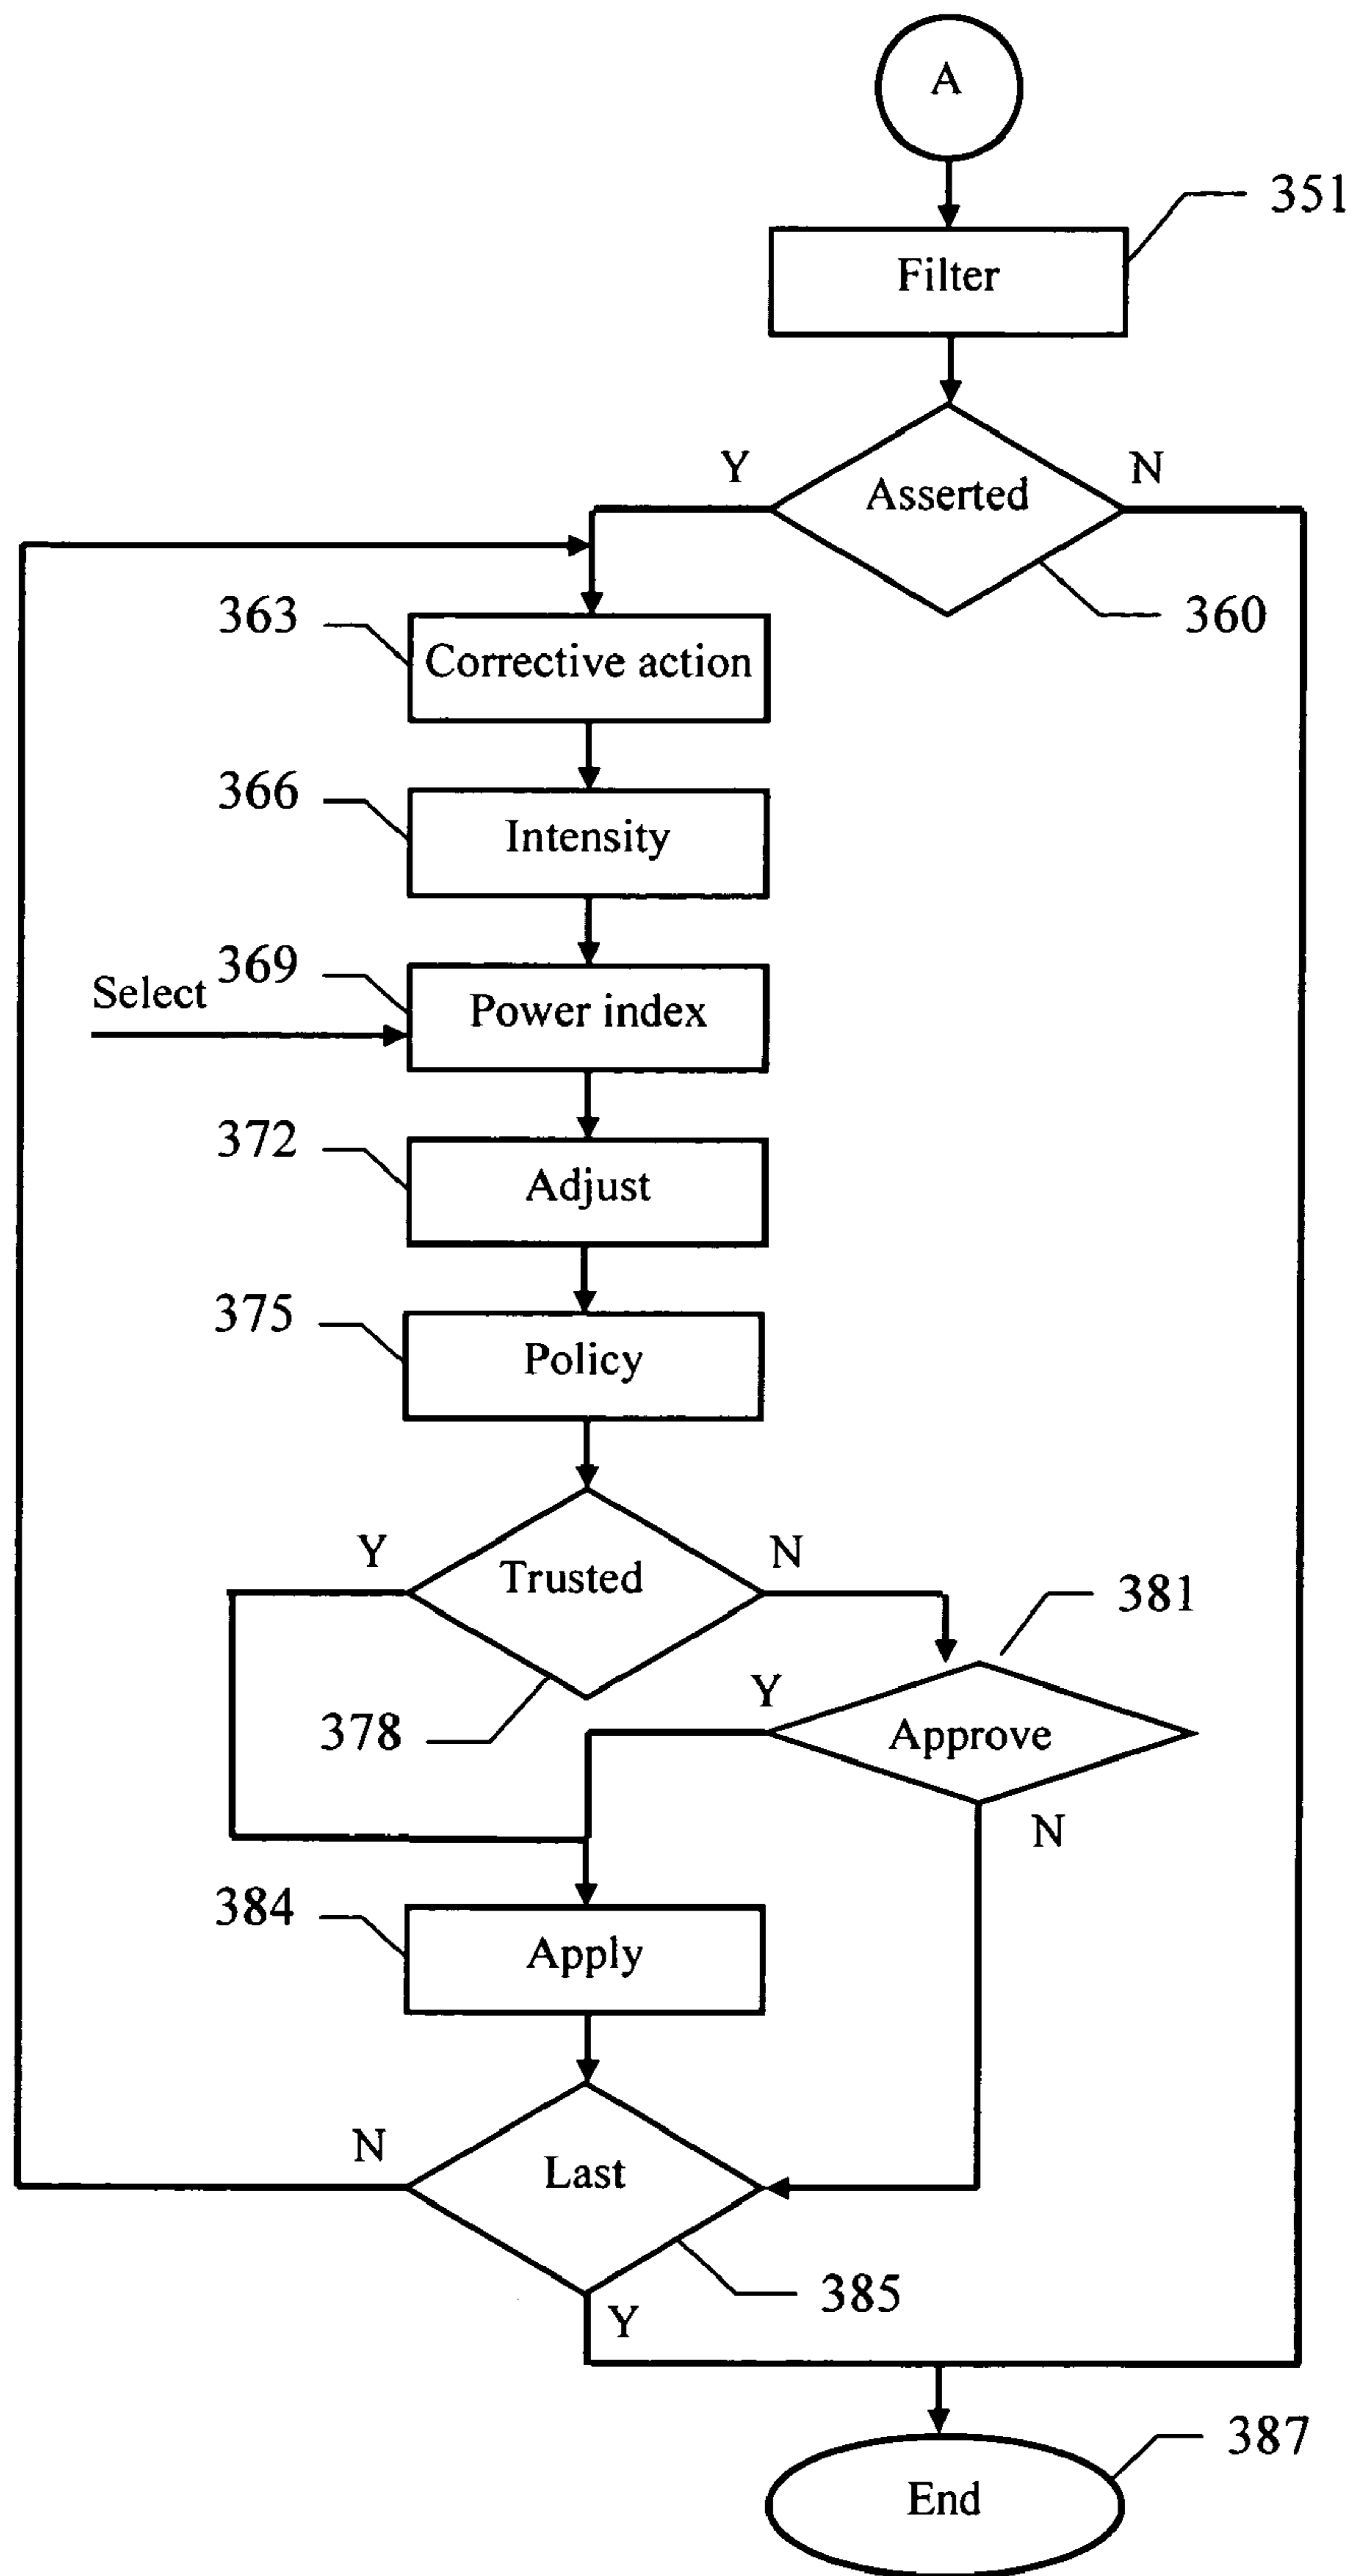 A
351
Filter
Y
N
Asserted
360
363
Corrective action
366
Intensity
369
Select
Power index
372
Adjust
375
Policy
Y
N
Trusted
381
378
Y
Approve
N
384
Apply
N
Last
385
Y
387
End